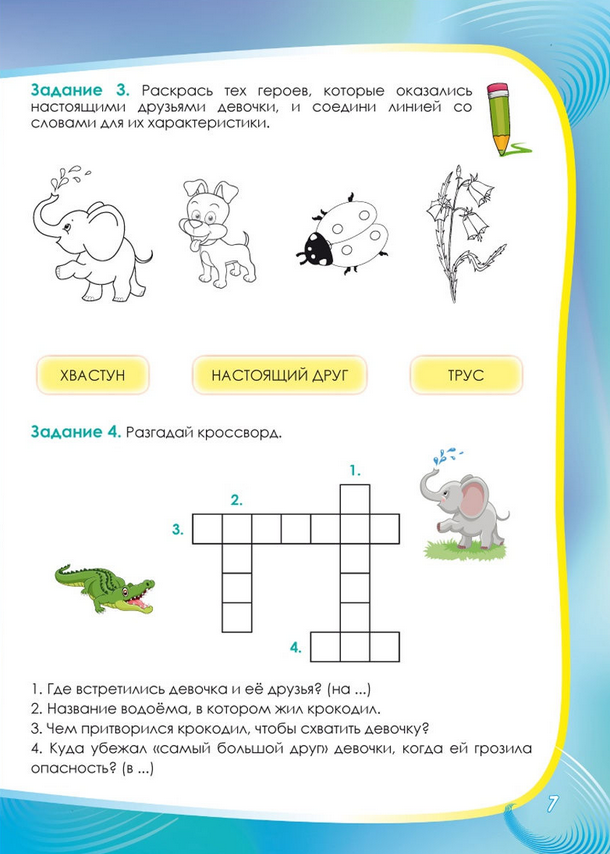 Задание 3. Раскрась тех героев, которые оказались
настоящими друзьями девочки, и соедини линией со
словами для их характеристики.
ХВАСТУН НАСТОЯЩИЙ ДРУГ ТРУС
Задание 4. Разгадай кроссворд.
1.
2.
3.
4.
1. Где встретились девочка и её друзья? (на ...)
2. Название водоёма, в котором жил крокодил.
3. Чем притворился крокодил, чтобы схватить девочку?
4. Куда убежал «самый большой друг» девочки, когда ей грозила
опасность? (в ...)
7